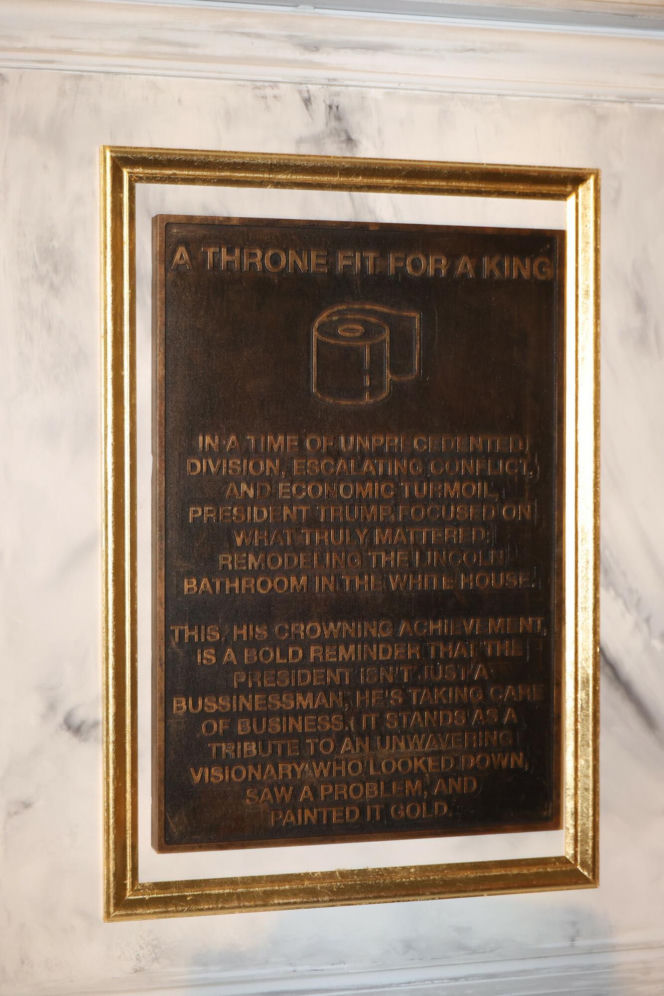 A THRONE FIT FOR A KING
IN A TIME OF UNPRECEDENTED
DIVISION, ESCALATING CONFLICT,
AND ECONOMIC TURMOIL,
PRESIDENT TRUMP FOCUSED ON
WHAT TRULY MATTERED:
REMODELING THE LINCOLN
BATHROOM IN THE WHITE HOUSE.
THIS, HIS CROWNING ACHIEVEMENT,
IS A BOLD REMINDER THAT THE
PRESIDENT ISN'T JUST A
BUSSINESSMAN, HE'S TAKING CARE
OF BUSINESS. IT STANDS AS A
TRIBUTE TO AN UNWAVERING
VISIONARY WHO LOOKED DOWN,
SAW A PROBLEM, AND
PAINTED IT GOLD.